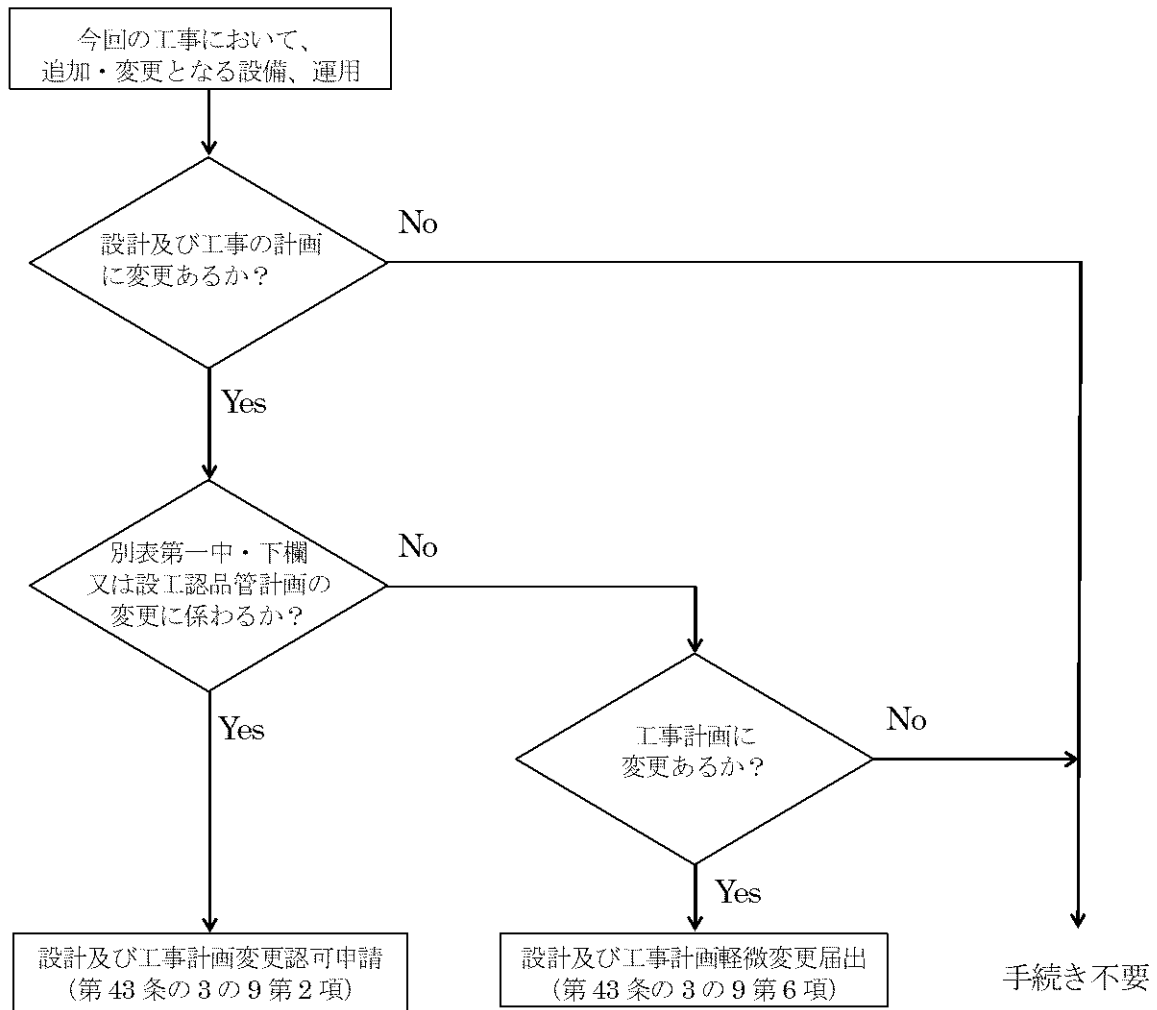 今回の工事において、
追加・変更となる設備、運用
No
設計及び工事の計画
に変更あるか？
Yes
別表第一中・下欄
又は設工認品管計画の
変更に係わるか？
No
Yes
工事計画に
変更あるか？
No
Yes
設計及び工事計画変更認可申請
（第 43 条の 3 の 9 第 2 項）
設計及び工事計画軽微変更届出
（第 43 条の 3 の 9 第 6 項）
手続き不要